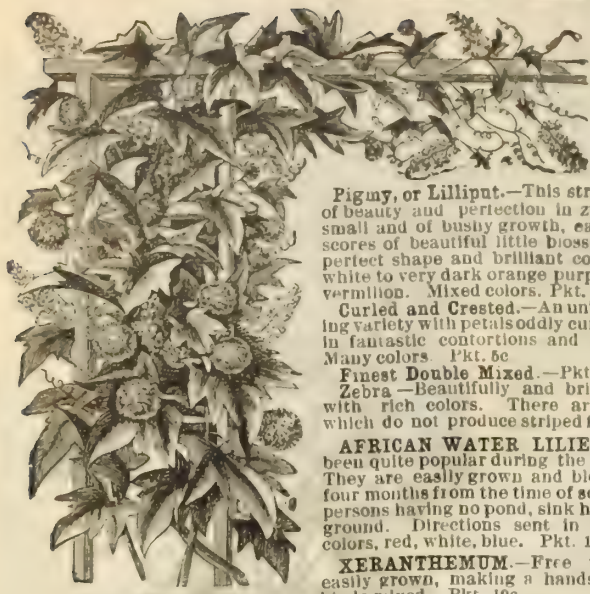 Pigmy, or Lilliput.—This str
of beauty and perfection in z
small and of bushy growth, ea
scores of beautiful little bloss
perfect shape and brilliant co
white to very dark orange purp
vermilion. Mixed colors. Pkt.
Curled and Crested.—An un
ing variety with petals oddly cu
in fantastic contortions and
Many colors. Pkt. 5c
Finest Double Mixed.—Pkt
Zebra—Beautifully and bri
with rich colors. There ar
which do not produce striped f
AFRICAN WATER LILIE
been quite popular during the
They are easily grown and blo
four months from the time of s
persons having no pond, sink h
ground. Directions sent in
colors, red, white, blue. Pkt. 1
XERANTHEMUM.—Free
easily grown, making a hands